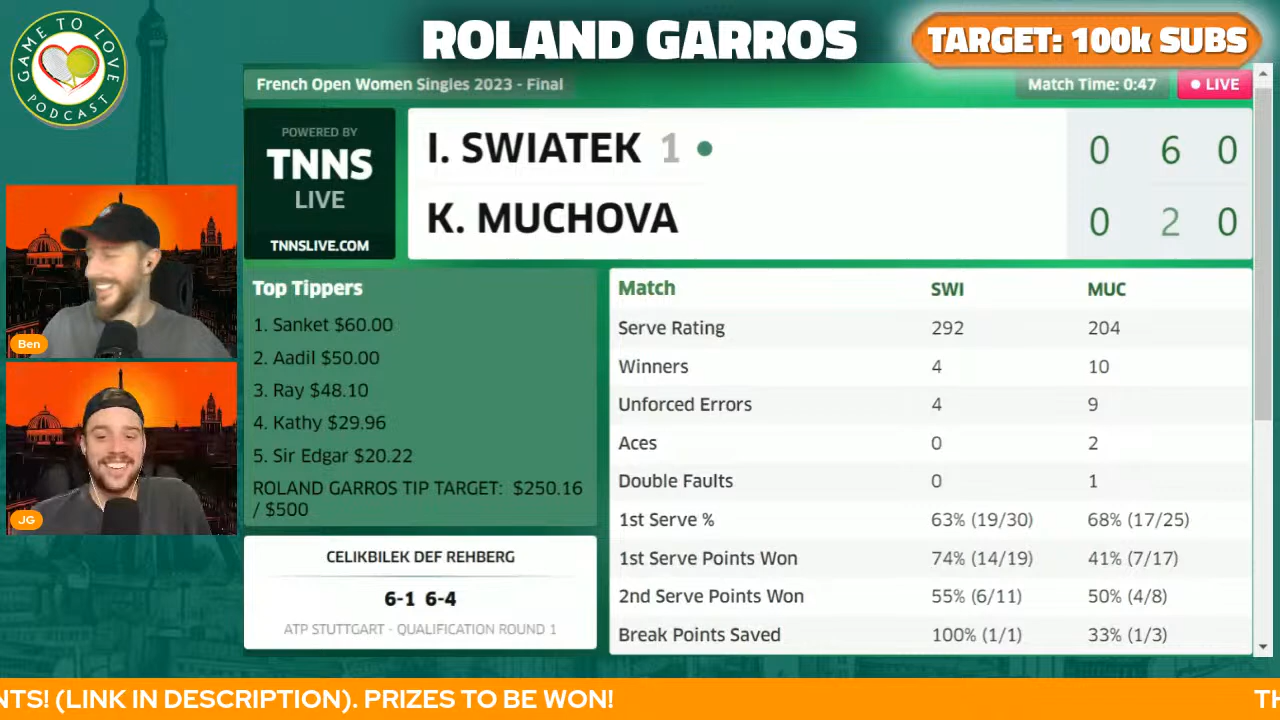 GAME TO LOVE
PODCAST
ROLAND GARROS
TARGET: 100k SUBS
French Open Women Singles 2023 - Final
Match Time: 0:47
LIVE
POWERED BY
TNNS
LIVE
TNNSLIVE.COM
I. SWIATEK 1 0 6 0
K. MUCHOVA 0 2 0
Ben
JG
Top Tippers
1. Sanket $60.00
2. Aadil $50.00
3. Ray $48.10
4. Kathy $29.96
5. Sir Edgar $20.22
ROLAND GARROS TIP TARGET: $250.16
/ $500
CELIKBILEK DEF REHBERG
6-1 6-4
ATP STUTTGART - QUALIFICATION ROUND 1
Match SWI MUC
Serve Rating 292 204
Winners 4 10
Unforced Errors 4 9
Aces 0 2
Double Faults 0 1
1st Serve % 63% (19/30) 68% (17/25)
1st Serve Points Won 74% (14/19) 41% (7/17)
2nd Serve Points Won 55% (6/11) 50% (4/8)
Break Points Saved 100% (1/1) 33% (1/3)
NTS! (LINK IN DESCRIPTION). PRIZES TO BE WON! TH